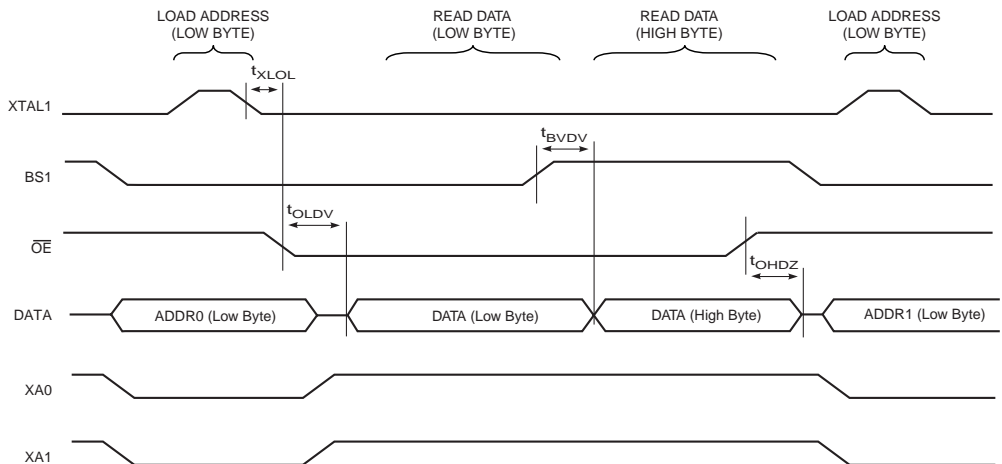 LOAD ADDRESS
(LOW BYTE)
READ DATA
(LOW BYTE)
READ DATA
(HIGH BYTE)
LOAD ADDRESS
(LOW BYTE)
tXLOL
XTAL1
tBVDV
BS1
tOLDV
OE
tOHDZ
DATA
ADDR0 (Low Byte)
DATA (Low Byte)
DATA (High Byte)
ADDR1 (Low Byte)
XA0
XA1